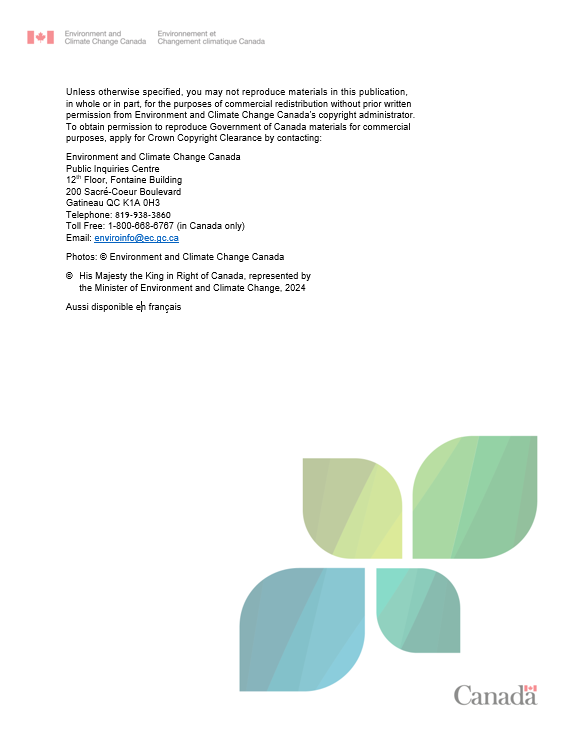 Environment and
Climate Change Canada
Environnement et
Changement climatique Canada
Unless otherwise specified, you may not reproduce materials in this publication,
in whole or in part, for the purposes of commercial redistribution without prior written
permission from Environment and Climate Change Canada's copyright administrator.
To obtain permission to reproduce Government of Canada materials for commercial
purposes, apply for Crown Copyright Clearance by contacting:
Environment and Climate Change Canada
Public Inquiries Centre
12th Floor, Fontaine Building
200 Sacré-Coeur Boulevard
Gatineau QC K1A 0H3
Telephone: 819-938-3860
Toll Free: 1-800-668-6767 (in Canada only)
Email: enviroinfo@ec.gc.ca
Photos: © Environment and Climate Change Canada
© His Majesty the King in Right of Canada, represented by
the Minister of Environment and Climate Change, 2024
Aussi disponible en français
Canada